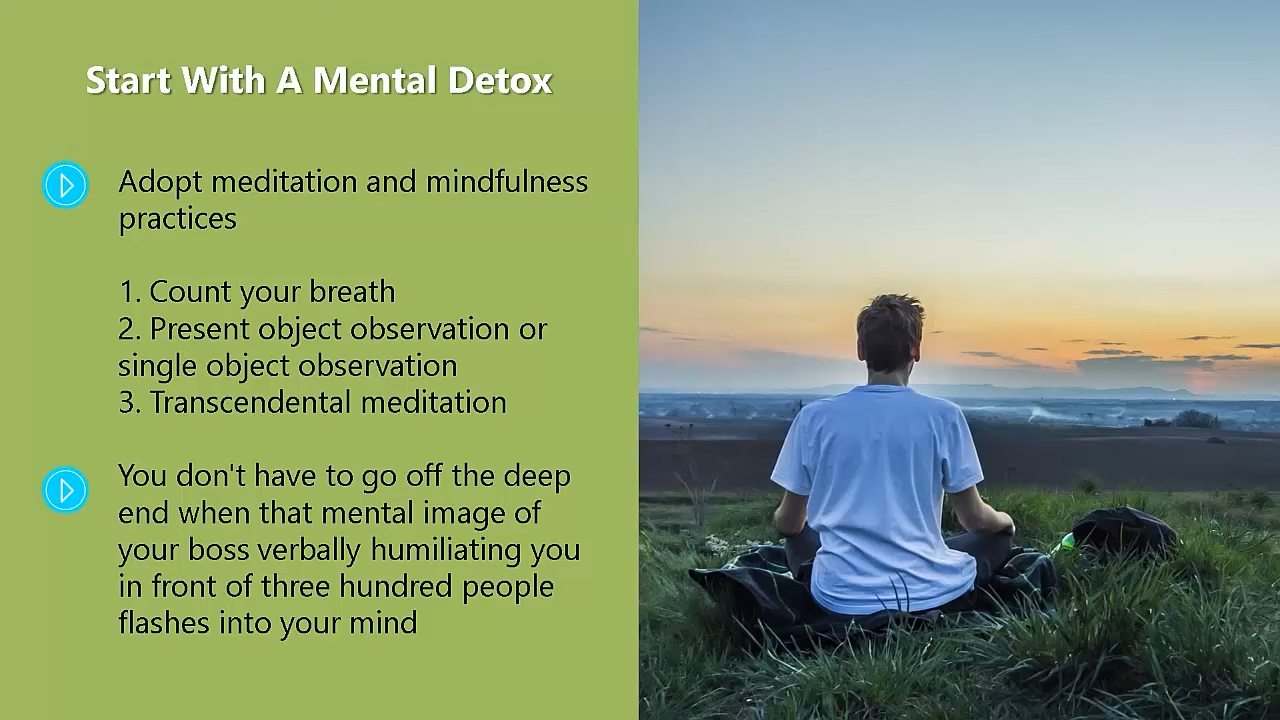 Start With A Mental Detox
Adopt meditation and mindfulness
practices
1. Count your breath
2. Present object observation or
single object observation
3. Transcendental meditation
You don't have to go off the deep
end when that mental image of
your boss verbally humiliating you
in front of three hundred people
flashes into your mind